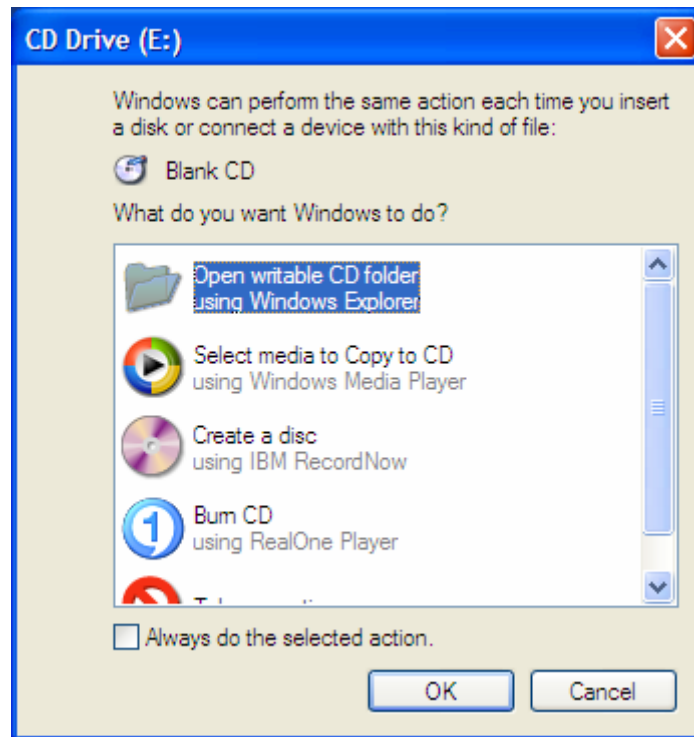 CD Drive (E:)
Windows can perform the same action each time you insert
a disk or connect a device with this kind of file:
Blank CD
What do you want Windows to do?
Open writable CD folder
using Windows Explorer
Select media to Copy to CD
using Windows Media Player
Create a disc
using IBM RecordNow
Burn CD
using RealOne Player
Always do the selected action.
OK
Cancel